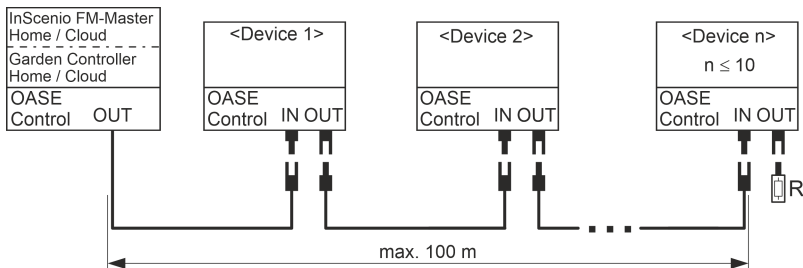 InScenio FM-Master
Home / Cloud
Garden Controller
Home / Cloud
OASE
Control OUT
<Device 1>
OASE
Control IN OUT
<Device 2>
OASE
Control IN OUT
<Device n>
n ≤ 10
OASE
Control IN OUT
R
max. 100 m